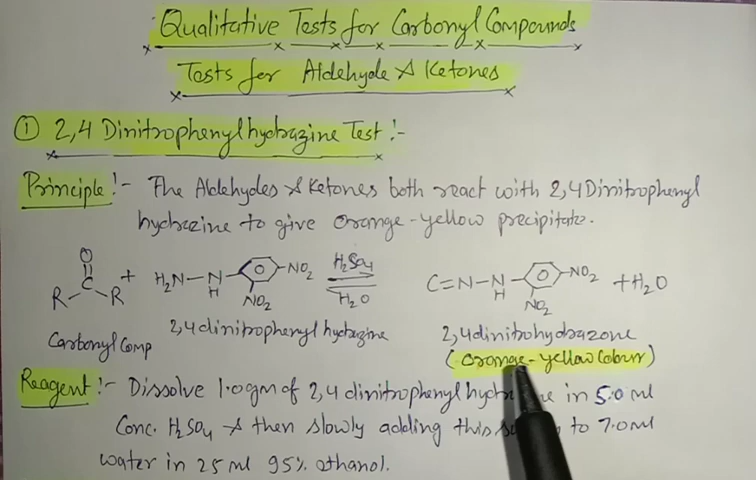 Qualitative Tests for Carbonyl Compounds
Tests for Aldehyde & Ketones
① 2,4 Dinitrophenylhydrazine Test :-
Principle :- The Aldehydes & Ketones both react with 2,4 Dinitrophenyl
hydrazine to give orange-yellow precipitate.
O
R-C-R + H₂N-N-H NO₂ NO₂ H₂SO₄ H₂O C=N-N-H NO₂ NO₂ + H₂O
Carbonyl Comp 2,4 dinitrophenyl hydrazine 2,4 dinitrohydrazone
(orange-yellow Colour)
Reagent :- Dissolve 1.0 gm of 2,4 dinitrophenyl in 5.0 ml
Conc. H₂SO₄ & then slowly adding this to 7.0 ml
water in 25 ml 95% ethanol.